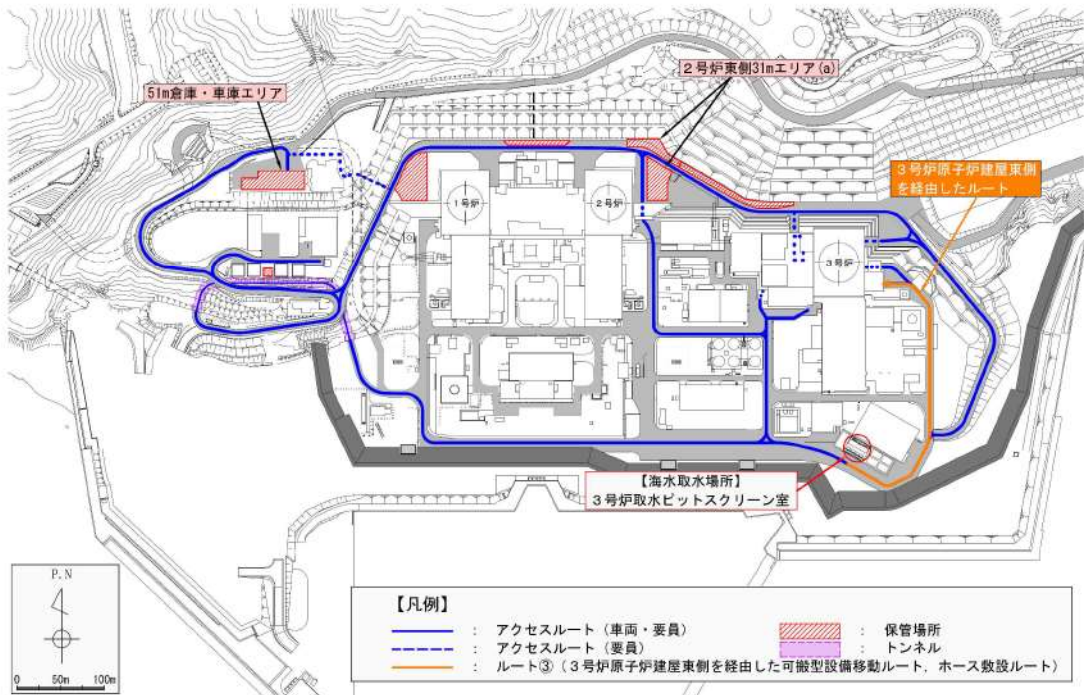 51m倉庫・車庫エリア
2号炉東側31mエリア(a)
3号炉原子炉建屋東側
を経由したルート
1号炉
2号炉
3号炉
【海水取水場所】
3号炉取水ピットスクリーン室
P.N
0 50m 100m
【凡例】
: アクセスルート(車両・要員)
: 保管場所
: アクセスルート(要員)
: トンネル
: ルート③(3号炉原子炉建屋東側を経由した可搬型設備移動ルート,ホース敷設ルート)